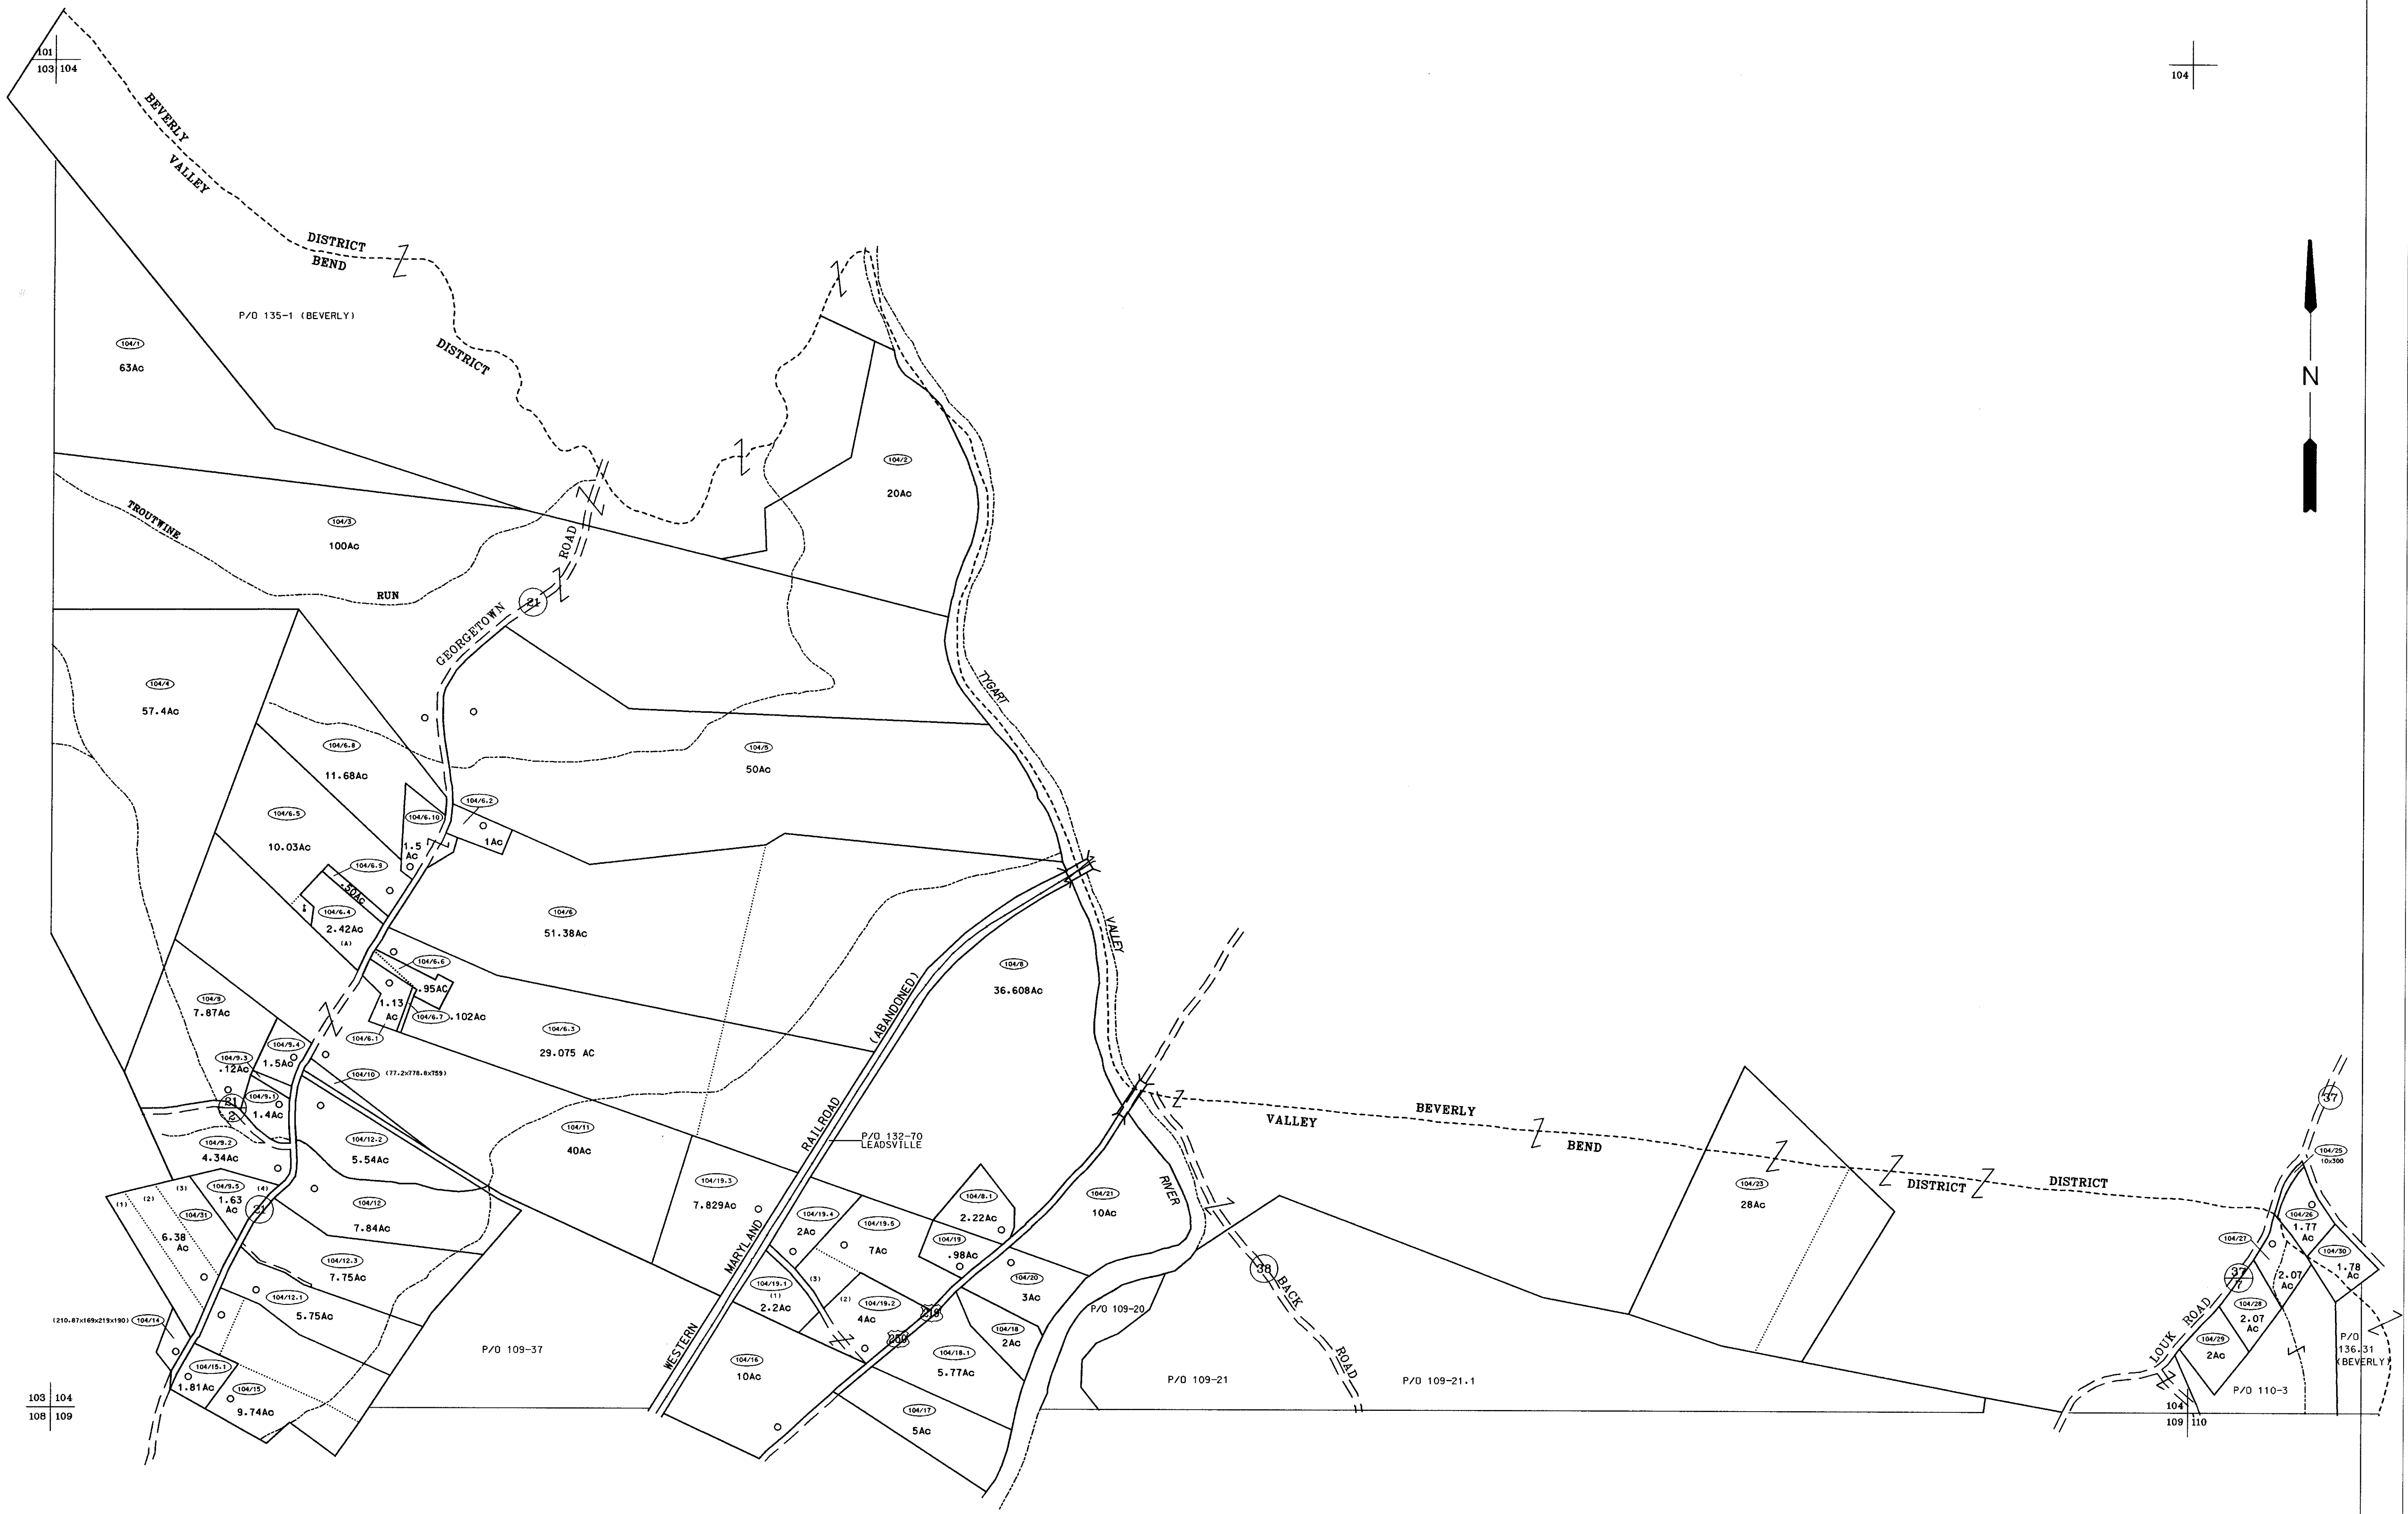 101
103 104
104
BEVERLY
VALLEY
DISTRICT
BEND
DISTRICT
P/O 135-1 (BEVERLY)
N
104/1
63Ac
104/2
20Ac
TROUTWINE
RUN
104/3
100Ac
GEORGETOWN
ROAD
21
104/4
57.4Ac
TYGART
VALLEY
RIVER
104/6.8
11.68Ac
104/5
50Ac
104/6.5
10.03Ac
104/6.10
1.5
Ac
104/6.2
1Ac
104/6.9
.50Ac
104/6.4
2.42Ac
(A)
104/6
51.38Ac
104/6.6
.95AC
1.13
Ac
104/6.7
.102Ac
104/6.1
104/8
36.608Ac
(ABANDONED)
RAILROAD
MARYLAND
WESTERN
104/9
7.87Ac
104/6.3
29.075 AC
104/9.3
.12Ac
104/9.4
1.5Ac
104/10
(77.2x778.8x759)
21
2
104/9.1
1.4Ac
104/9.2
4.34Ac
104/12.2
5.54Ac
104/11
40Ac
P/O 132-70
LEADSVILLE
BEVERLY
VALLEY
BEND
DISTRICT
DISTRICT
37
104/25
10x300
(1)
(2)
(3)
(4)
104/9.5
1.63
Ac
104/31
6.38
Ac
21
104/12
7.84Ac
104/19.3
7.829Ac
104/19.4
2Ac
104/19.5
7Ac
104/8.1
2.22Ac
104/19
.98Ac
104/21
10Ac
104/23
28Ac
104/26
1.77
Ac
104/27
2.07
Ac
104/30
1.78
Ac
104/12.3
7.75Ac
104/12.1
5.75Ac
104/19.1
(1)
2.2Ac
(3)
(2)
104/19.2
4Ac
219
250
104/20
3Ac
P/O 109-20
38
BACK
ROAD
37
7
104/28
2.07
Ac
LOUK ROAD
104/29
2Ac
(210.87x169x219x190)
104/14
P/O 109-37
104/16
10Ac
104/18
2Ac
104/18.1
5.77Ac
P/O 109-21
P/O 109-21.1
P/O
136.31
(BEVERLY)
P/O 110-3
104/15.1
1.81Ac
104/15
9.74Ac
104/17
5Ac
103 104
108 109
104
109 110